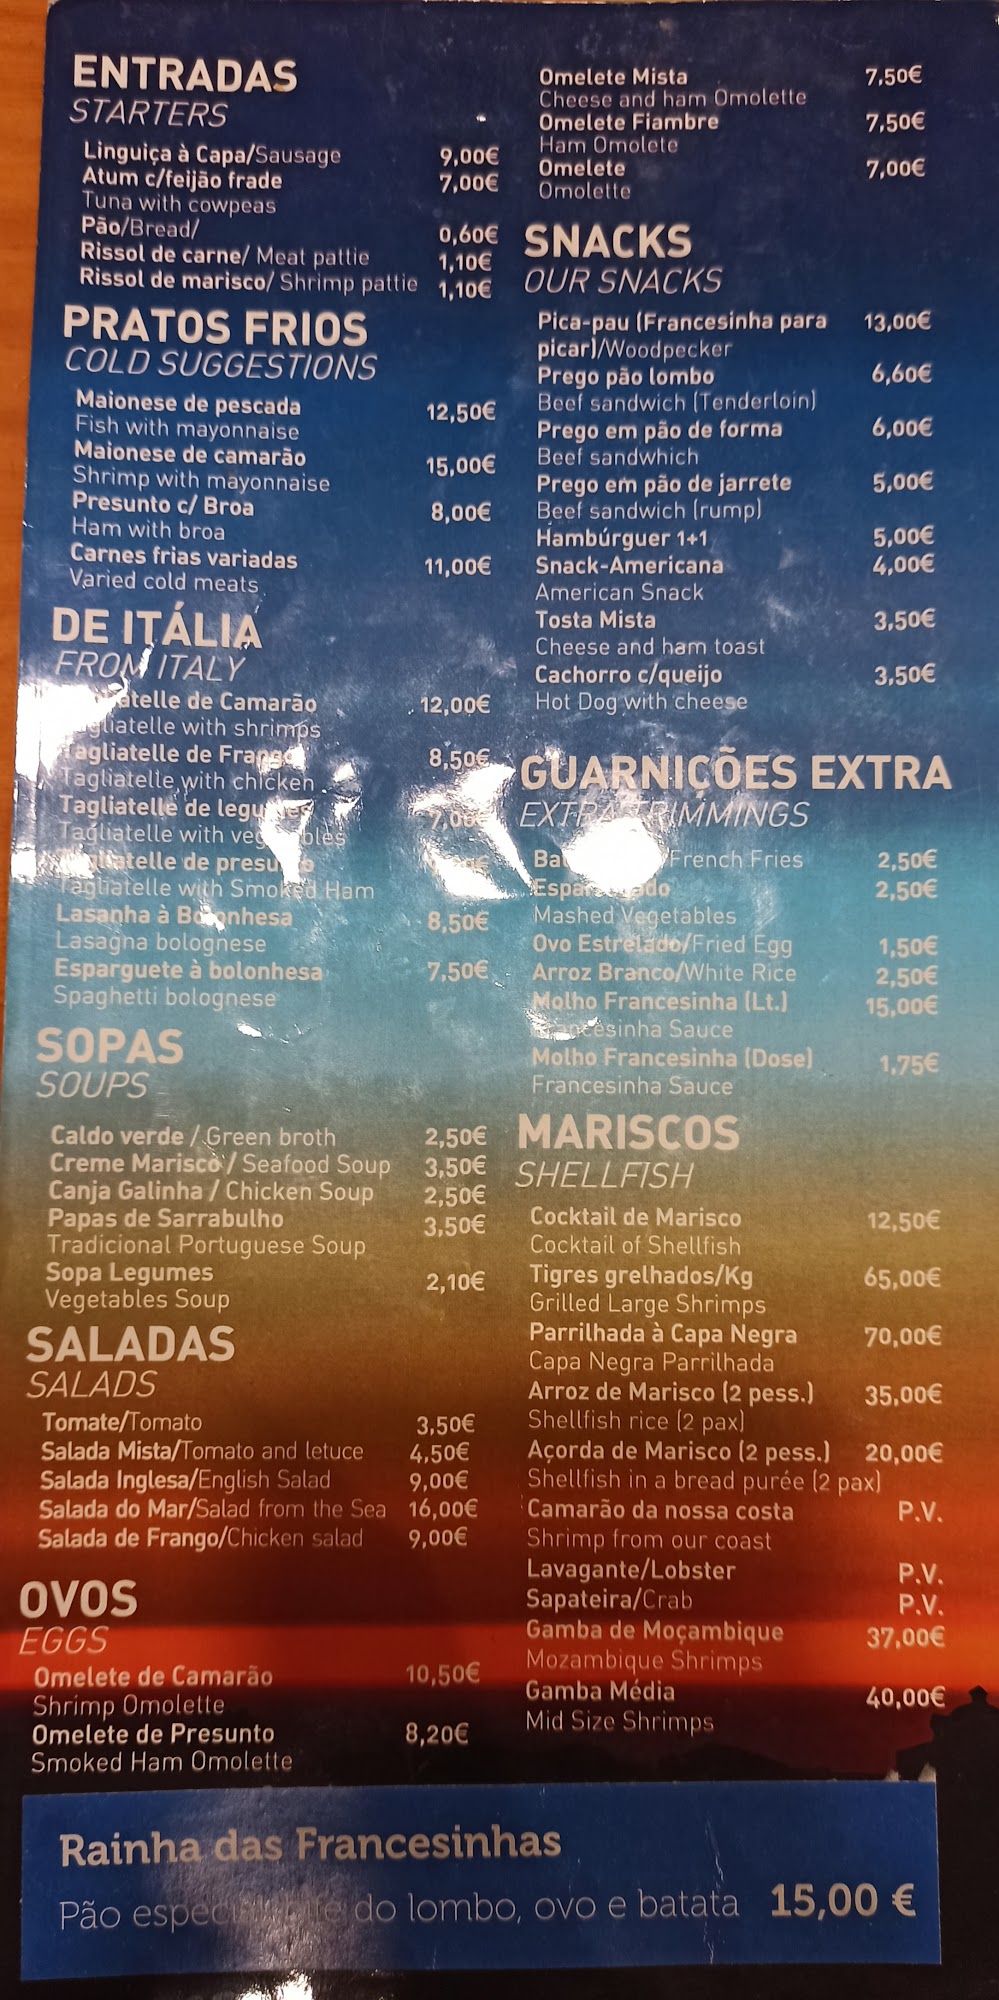 ENTRADAS
STARTERS
Linguiça à Capa/Sausage 9,00€
Atum c/feijão frade 7,00€
Tuna with cowpeas
Pão/Bread/ 0,60€
Rissol de carne/ Meat pattie 1,10€
Rissol de marisco/ Shrimp pattie 1,10€
PRATOS FRIOS
COLD SUGGESTIONS
Maionese de pescada 12,50€
Fish with mayonnaise
Maionese de camarão 15,00€
Shrimp with mayonnaise
Presunto c/ Broa 8,00€
Ham with broa
Carnes frias variadas 11,00€
Varied cold meats
DE ITÁLIA
FROM ITALY
de Camarão 12,00€
with shrimps
Tagliatelle de Frango 8,50€
Tagliatelle with chicken
Tagliatelle de legumes 7,00€
Tagliatelle with vegetables
Tagliatelle de presunto
Tagliatelle with Smoked Ham
Lasanha à Bolonhesa 8,50€
Lasagna bolognese
Esparguete à bolonhesa 7,50€
Spaghetti bolognese
SOPAS
SOUPS
Caldo verde / Green broth 2,50€
Creme Marisco / Seafood Soup 3,50€
Canja Galinha / Chicken Soup 2,50€
Papas de Sarrabulho 3,50€
Tradicional Portuguese Soup
Sopa Legumes 2,10€
Vegetables Soup
SALADAS
SALADS
Tomate/Tomato 3,50€
Salada Mista/Tomato and letuce 4,50€
Salada Inglesa/English Salad 9,00€
Salada do Mar/Salad from the Sea 16,00€
Salada de Frango/Chicken salad 9,00€
OVOS
EGGS
Omelete de Camarão 10,50€
Shrimp Omolette
Omelete de Presunto 8,20€
Smoked Ham Omolette
Omelete Mista 7,50€
Cheese and ham Omolette
Omelete Fiambre 7,50€
Ham Omolete
Omelete 7,00€
Omolette
SNACKS
OUR SNACKS
Pica-pau (Francesinha para 13,00€
picar)/Woodpecker
Prego pão lombo 6,60€
Beef sandwich (Tenderloin)
Prego em pão de forma 6,00€
Beef sandwhich
Prego em pão de jarrete 5,00€
Beef sandwich (rump)
Hambúrguer 1+1 5,00€
Snack-Americana 4,00€
American Snack
Tosta Mista 3,50€
Cheese and ham toast
Cachorro c/queijo 3,50€
Hot Dog with cheese
GUARNIÇÕES EXTRA
EXTRA TRIMMINGS
French Fries 2,50€
Esparregado 2,50€
Mashed Vegetables
Ovo Estrelado/Fried Egg 1,50€
Arroz Branco/White Rice 2,50€
Molho Francesinha (Lt.) 15,00€
Francesinha Sauce
Molho Francesinha (Dose) 1,75€
Francesinha Sauce
MARISCOS
SHELLFISH
Cocktail de Marisco 12,50€
Cocktail of Shellfish
Tigres grelhados/Kg 65,00€
Grilled Large Shrimps
Parrilhada à Capa Negra 70,00€
Capa Negra Parrilhada
Arroz de Marisco (2 pess.) 35,00€
Shellfish rice (2 pax)
Açorda de Marisco (2 pess.) 20,00€
Shellfish in a bread purée (2 pax)
Camarão da nossa costa P.V.
Shrimp from our coast
Lavagante/Lobster P.V.
Sapateira/Crab P.V.
Gamba de Moçambique 37,00€
Mozambique Shrimps
Gamba Média 40,00€
Mid Size Shrimps
Rainha das Francesinhas
Pão especial, bife do lombo, ovo e batata 15,00 €